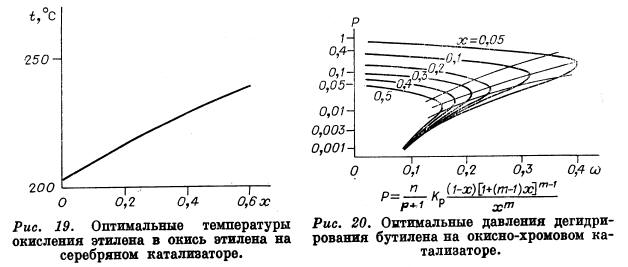 t,°C
250
200
0
0,2
0,4
0,6 x
Рис. 19. Оптимальные температуры
окисления этилена в окись этилена на
серебряном катализаторе.
P
1
0,4
0,1
0,05
0,01
0,003
0,001
x=0,05
0,1
0,2
0,3
0,4
0,5
0,1
0,2
0,3
0,4 ω
P = n/(p+1) Kp (1-x)[1+(m-1)x]^(m-1)/x^m
Рис. 20. Оптимальные давления дегидри-
рования бутилена на окисно-хромовом ка-
тализаторе.